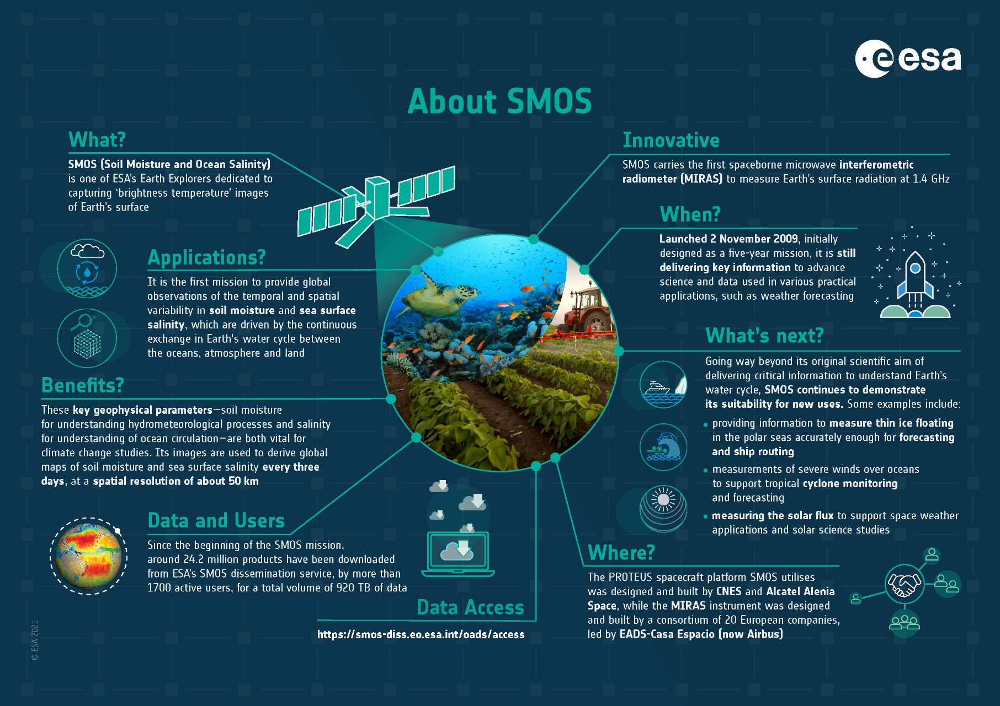 esa
About SMOS
What?
SMOS (Soil Moisture and Ocean Salinity)
is one of ESA's Earth Explorers dedicated to
capturing ‘brightness temperature’ images
of Earth's surface
Applications?
It is the first mission to provide global
observations of the temporal and spatial
variability in soil moisture and sea surface
salinity, which are driven by the continuous
exchange in Earth's water cycle between
the oceans, atmosphere and land
Benefits?
These key geophysical parameters—soil moisture
for understanding hydrometeorological processes and salinity
for understanding of ocean circulation—are both vital for
climate change studies. Its images are used to derive global
maps of soil moisture and sea surface salinity every three
days, at a spatial resolution of about 50 km
Data and Users
Since the beginning of the SMOS mission,
around 24.2 million products have been downloaded
from ESA's SMOS dissemination service, by more than
1700 active users, for a total volume of 920 TB of data
Data Access
https://smos-diss.eo.esa.int/oads/access
Innovative
SMOS carries the first spaceborne microwave interferometric
radiometer (MIRAS) to measure Earth's surface radiation at 1.4 GHz
When?
Launched 2 November 2009, initially
designed as a five-year mission, it is still
delivering key information to advance
science and data used in various practical
applications, such as weather forecasting
What's next?
Going way beyond its original scientific aim of
delivering critical information to understand Earth's
water cycle, SMOS continues to demonstrate
its suitability for new uses. Some examples include:
• providing information to measure thin ice floating
in the polar seas accurately enough for forecasting
and ship routing
• measurements of severe winds over oceans
to support tropical cyclone monitoring
and forecasting
• measuring the solar flux to support space weather
applications and solar science studies
Where?
The PROTEUS spacecraft platform SMOS utilises
was designed and built by CNES and Alcatel Alenia
Space, while the MIRAS instrument was designed
and built by a consortium of 20 European companies,
led by EADS-Casa Espacio (now Airbus)
© ESA 2021